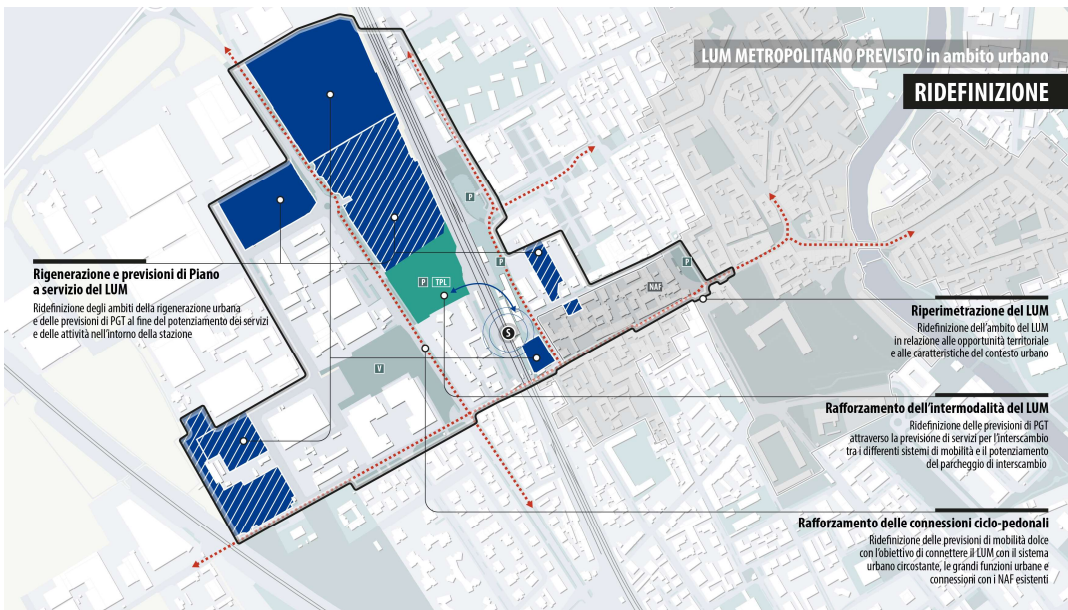 LUM METROPOLITANO PREVISTO in ambito urbano
RIDEFINIZIONE
P
P
P
P TPL
NAF
S
V
Rigenerazione e previsioni di Piano
a servizio del LUM
Ridefinizione degli ambiti della rigenerazione urbana
e delle previsioni di PGT al fine del potenziamento dei servizi
e delle attività nell'intorno della stazione
Riperimetrazione del LUM
Ridefinizione dell'ambito del LUM
in relazione alle opportunità territoriale
e alle caratteristiche del contesto urbano
Rafforzamento dell'intermodalità del LUM
Ridefinizione delle previsioni di PGT
attraverso la previsione di servizi per l'interscambio
tra i differenti sistemi di mobilità e il potenziamento
del parcheggio di interscambio
Rafforzamento delle connessioni ciclo-pedonali
Ridefinizione delle previsioni di mobilità dolce
con l'obiettivo di connettere il LUM con il sistema
urbano circostante, le grandi funzioni urbane e
connessioni con i NAF esistenti